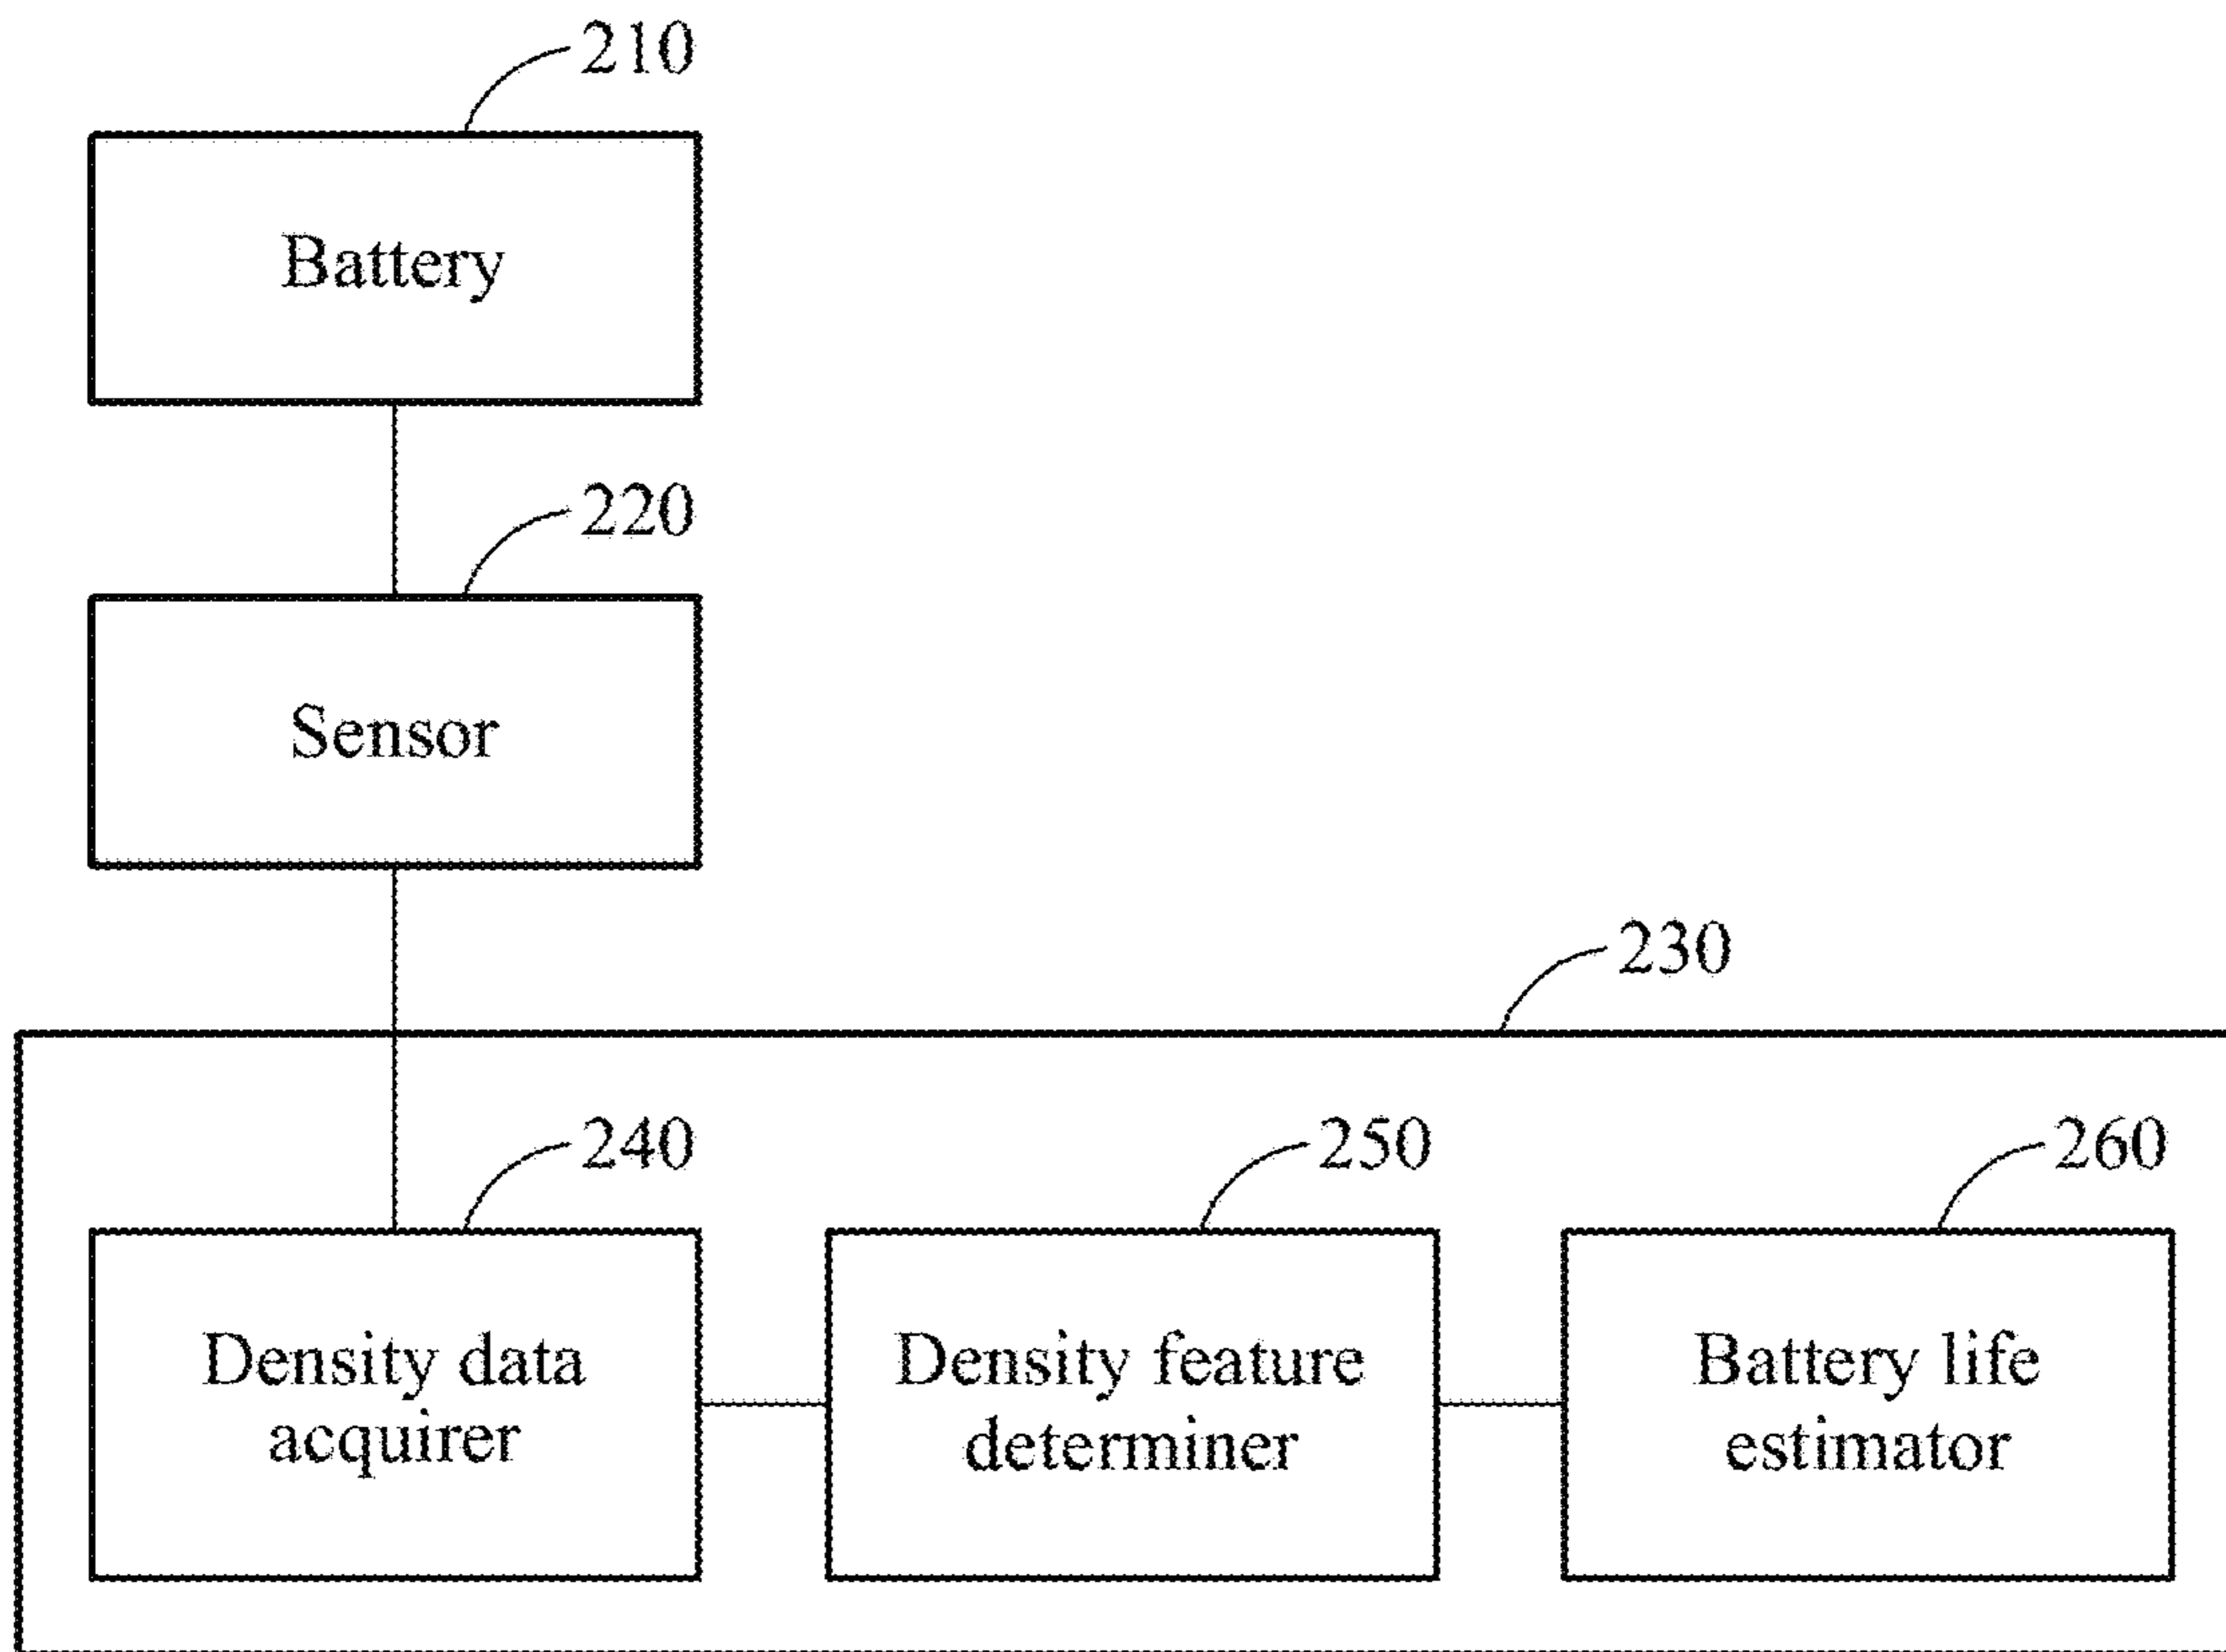 210
Battery
220
Sensor
230
240
250
260
Density data
acquirer
Density feature
determiner
Battery life
estimator